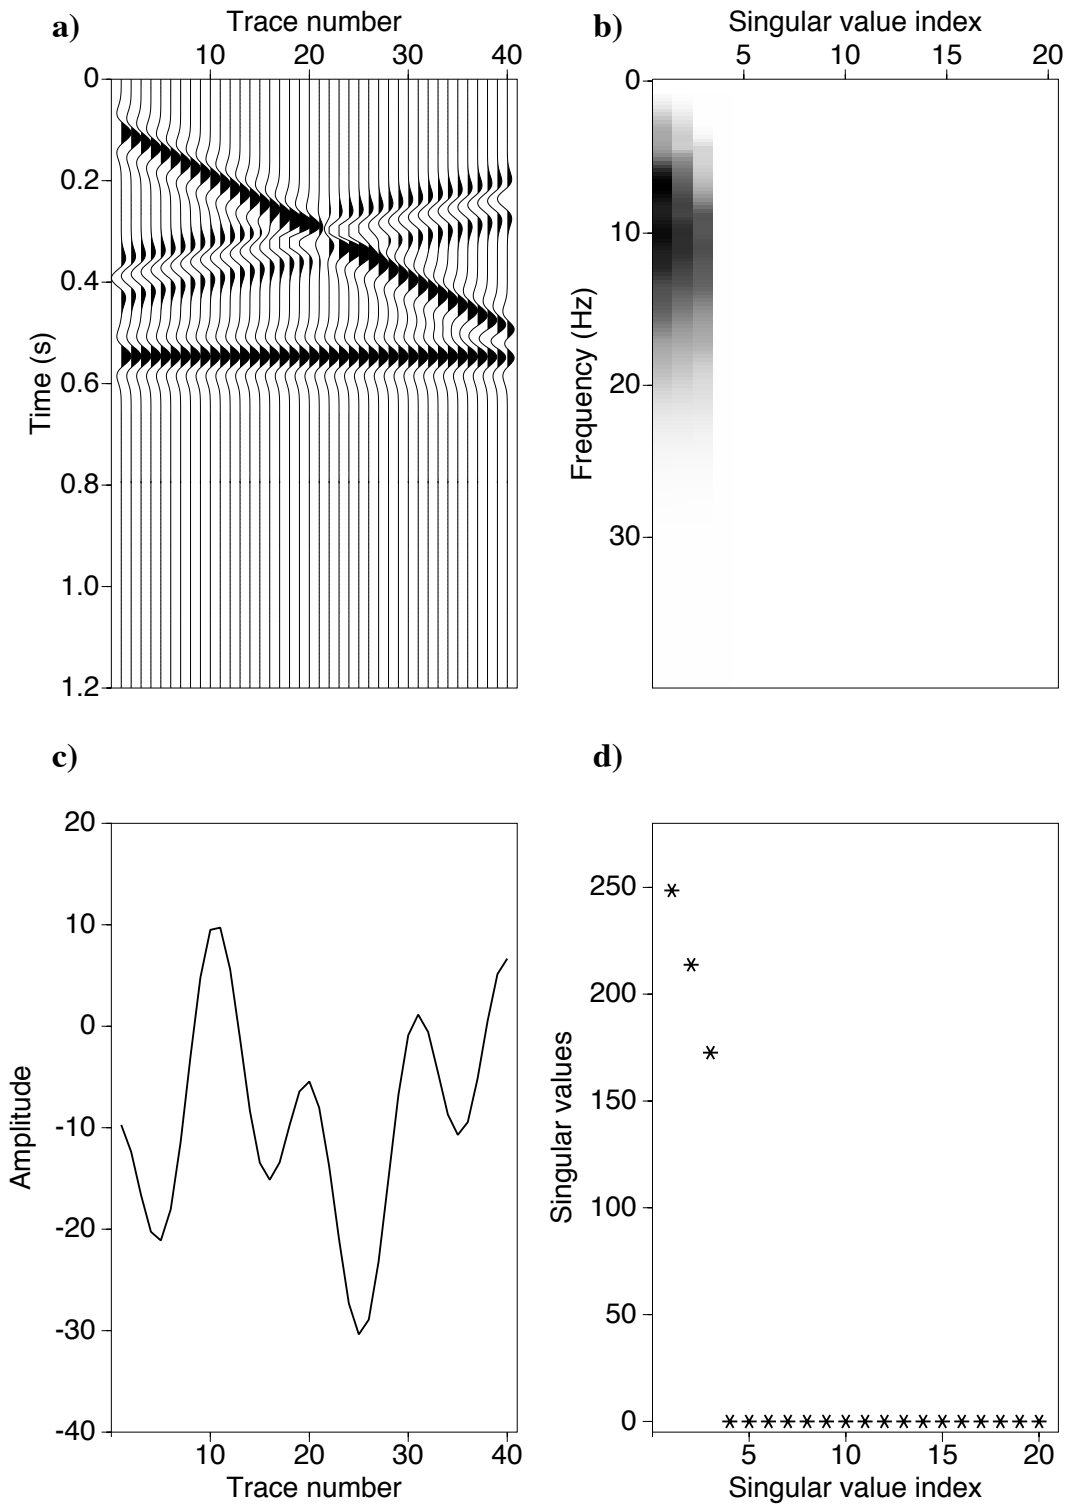 a)
Trace number
10 20 30 40
0
0.2
0.4
0.6
0.8
1.0
1.2
Time (s)
b)
Singular value index
5 10 15 20
0
10
20
30
Frequency (Hz)
c)
20
10
0
-10
-20
-30
-40
Amplitude
10 20 30 40
Trace number
d)
250
200
150
100
50
0
Singular values
5 10 15 20
Singular value index